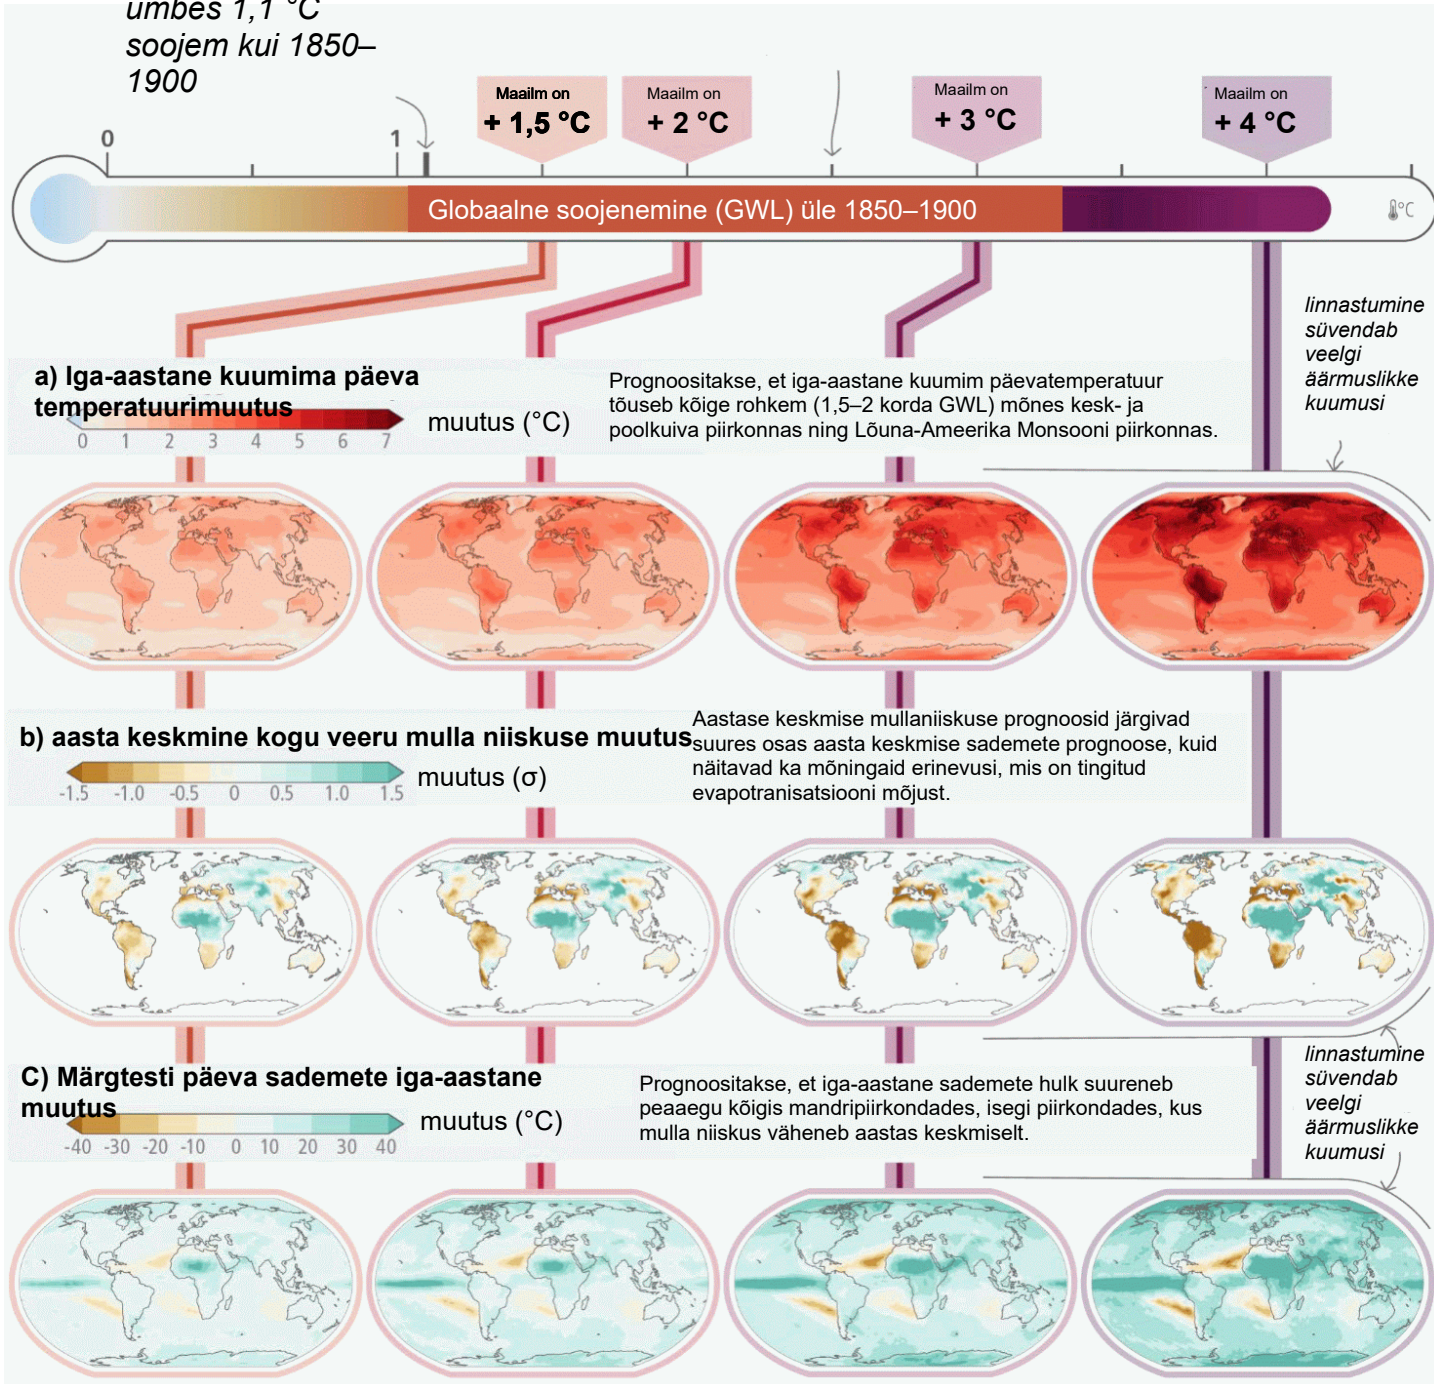 umbes 1,1 °C
soojem kui 1850–
1900
Maailm on
+ 1,5 °C
Maailm on
+ 2 °C
Maailm on
+ 3 °C
Maailm on
+ 4 °C
0
1
Globaalne soojenemine (GWL) üle 1850–1900
°C
linnastumine
süvendab
veelgi
äärmuslikke
kuumusi
a) Iga-aastane kuumima päeva
temperatuurimuutus
muutus (°C)
0 1 2 3 4 5 6 7
Prognoositakse, et iga-aastane kuumim päevatemperatuur
tõuseb kõige rohkem (1,5–2 korda GWL) mõnes kesk- ja
poolkuiva piirkonnas ning Lõuna-Ameerika Monsooni piirkonnas.
b) aasta keskmine kogu veeru mulla niiskuse muutus
muutus (σ)
-1.5 -1.0 -0.5 0 0.5 1.0 1.5
Aastase keskmise mullaniiskuse prognoosid järgivad
suures osas aasta keskmise sademete prognoose, kuid
näitavad ka mõningaid erinevusi, mis on tingitud
evapotranisatsiooni mõjust.
C) Märgtesti päeva sademete iga-aastane
muutus
muutus (°C)
-40 -30 -20 -10 0 10 20 30 40
Prognoositakse, et iga-aastane sademete hulk suureneb
peaaegu kõigis mandripiirkondades, isegi piirkondades, kus
mulla niiskus väheneb aastas keskmiselt.
linnastumine
süvendab
veelgi
äärmuslikke
kuumusi